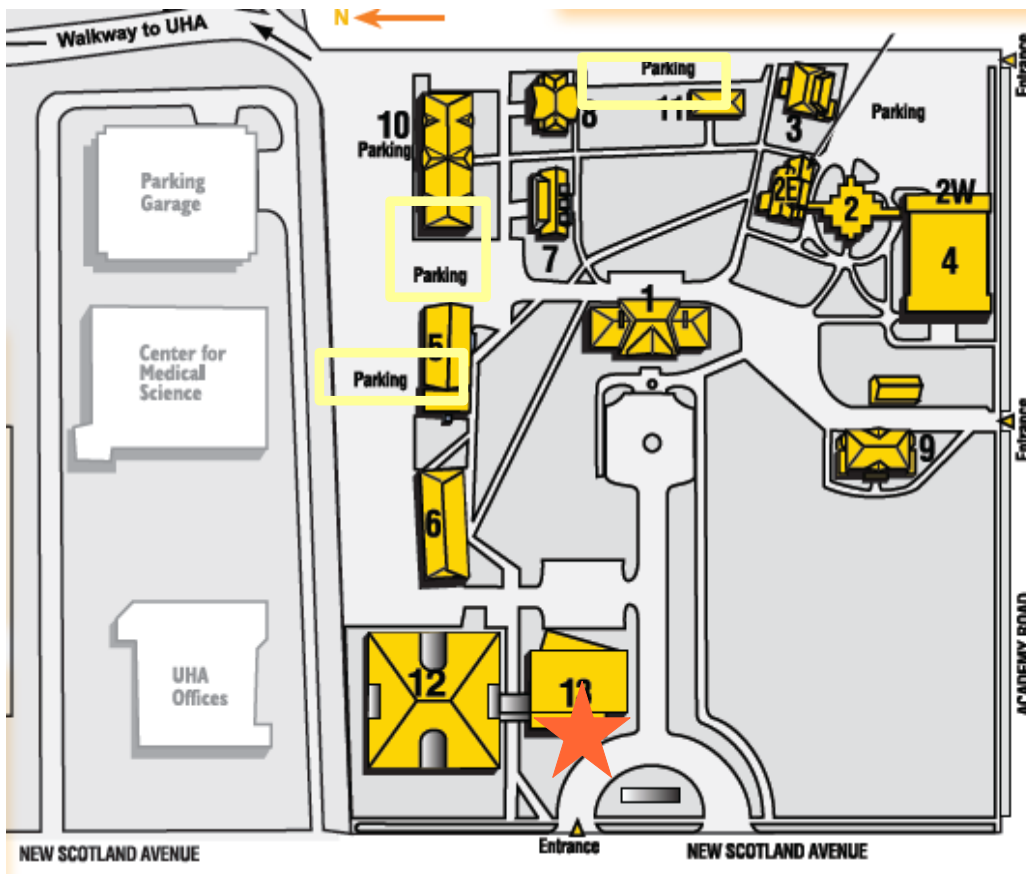 N
Walkway to UHA
Entrance
Parking
8
11
3
Parking
10
Parking
Parking
Garage
2E
2
2W
4
7
Parking
1
5
Center for
Medical
Science
Parking
Entrance
9
6
ACADEMY ROAD
UHA
Offices
12
13
Entrance
NEW SCOTLAND AVENUE
NEW SCOTLAND AVENUE